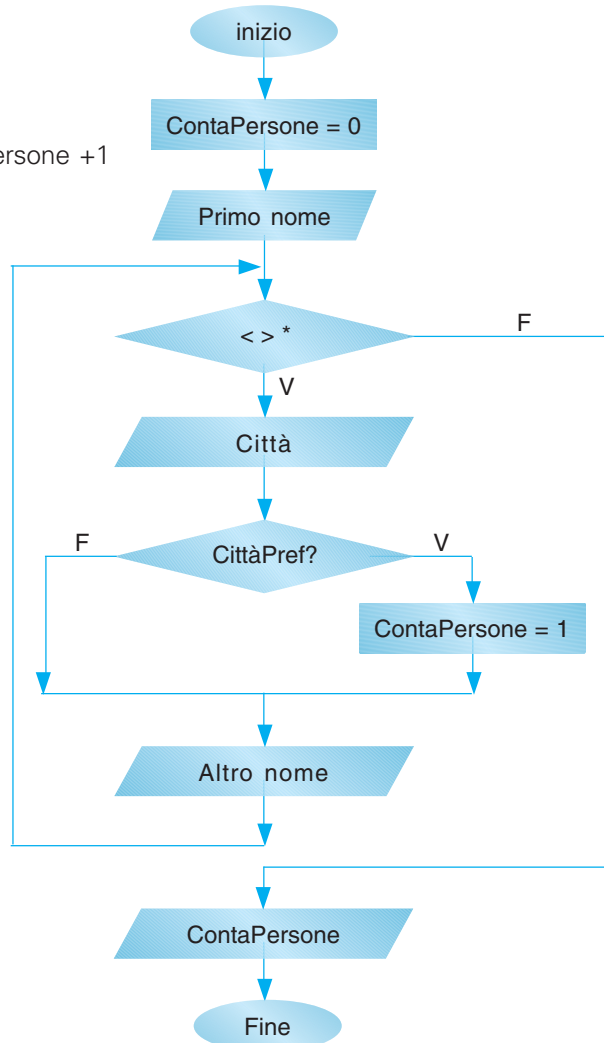 inizio
ContaPersone = 0
ersone +1
Primo nome
< > *
F
V
Città
F
CittàPref?
V
ContaPersone = 1
Altro nome
ContaPersone
Fine